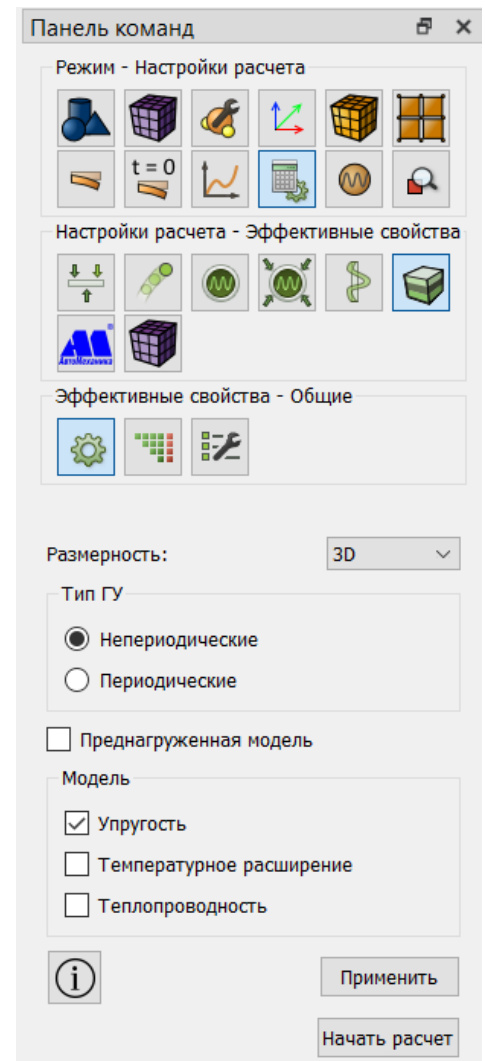 Панель команд
Режим - Настройки расчета
t = 0
Настройки расчета - Эффективные свойства
АвтоМеханика
Эффективные свойства - Общие
Размерность: 3D
Тип ГУ
Непериодические
Периодические
Преднагруженная модель
Модель
Упругость
Температурное расширение
Теплопроводность
i
Применить
Начать расчет